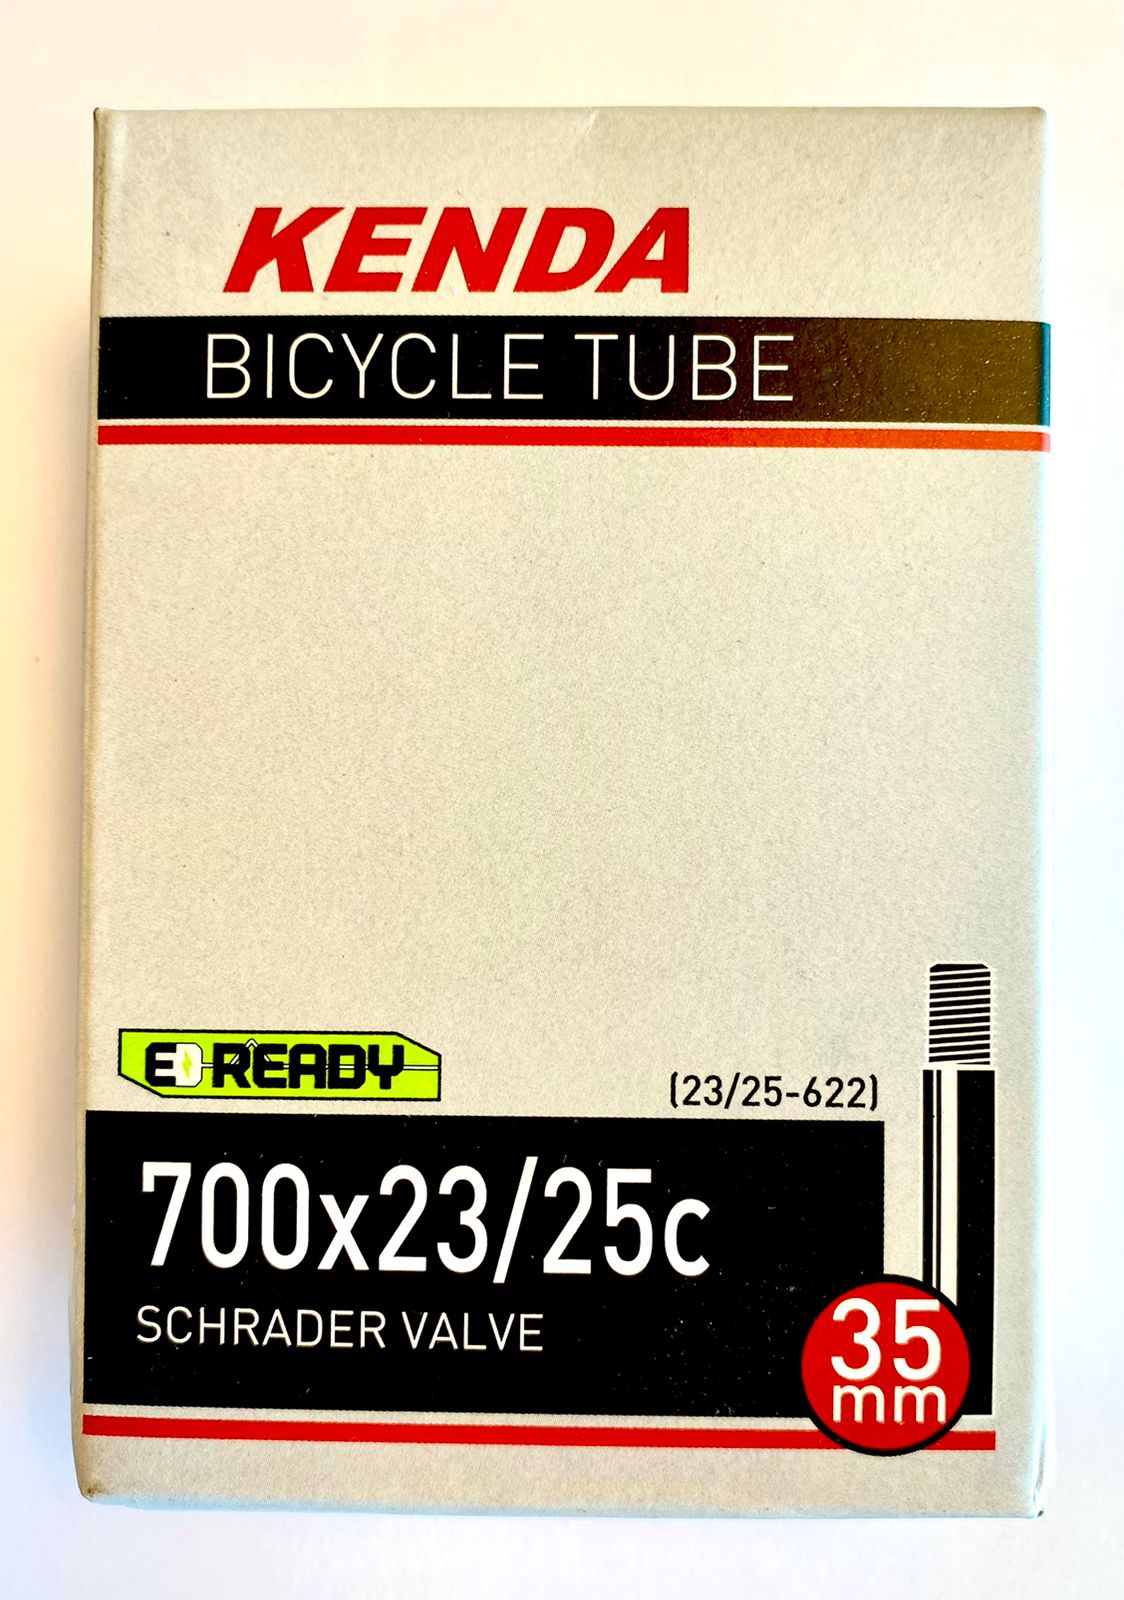 KENDA
BICYCLE TUBE
E READY
(23/25-622)
700x23/25c
SCHRADER VALVE
35
mm